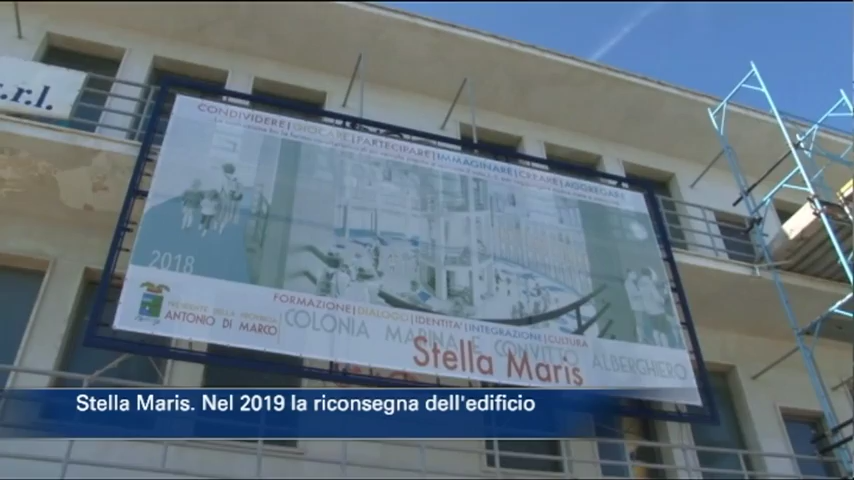 .r.l.
CONDIVIDERE | GIOCARE | PARTECIPARE | IMMAGINARE | CREARE | AGGREGARE
2018
FORMAZIONE | DIALOGO | IDENTITA' | INTEGRAZIONE | CULTURA
PRESIDENTE DELLA PROVINCIA
ANTONIO DI MARCO
COLONIA MARINA E CONVITTO ALBERGHIERO
Stella Maris
Stella Maris. Nel 2019 la riconsegna dell'edificio